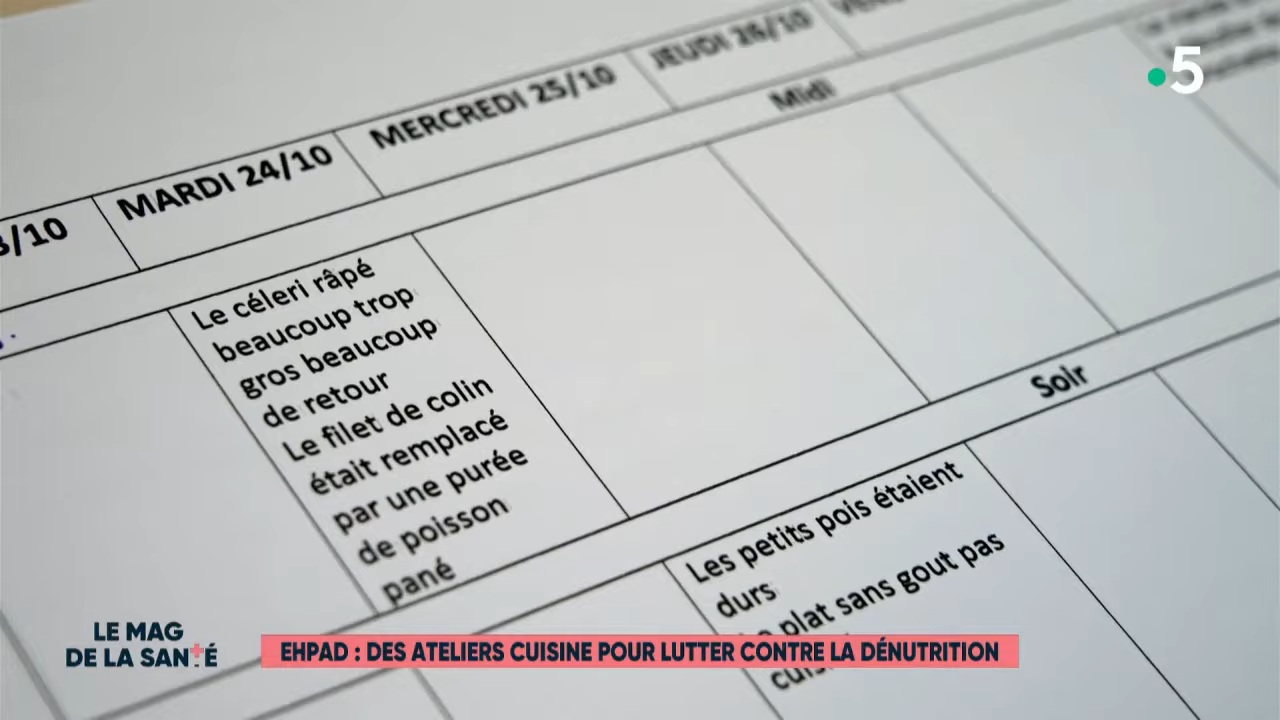 5
3/10
MARDI 24/10
MERCREDI 25/10
JEUDI 26/10
Midi
Le céleri râpé
beaucoup trop
gros beaucoup
de retour
Le filet de colin
était remplacé
par une purée
de poisson
pané
Soir
Les petits pois étaient
durs
plat sans gout pas
LE MAG
DE LA SANTÉ
EHPAD : DES ATELIERS CUISINE POUR LUTTER CONTRE LA DÉNUTRITION